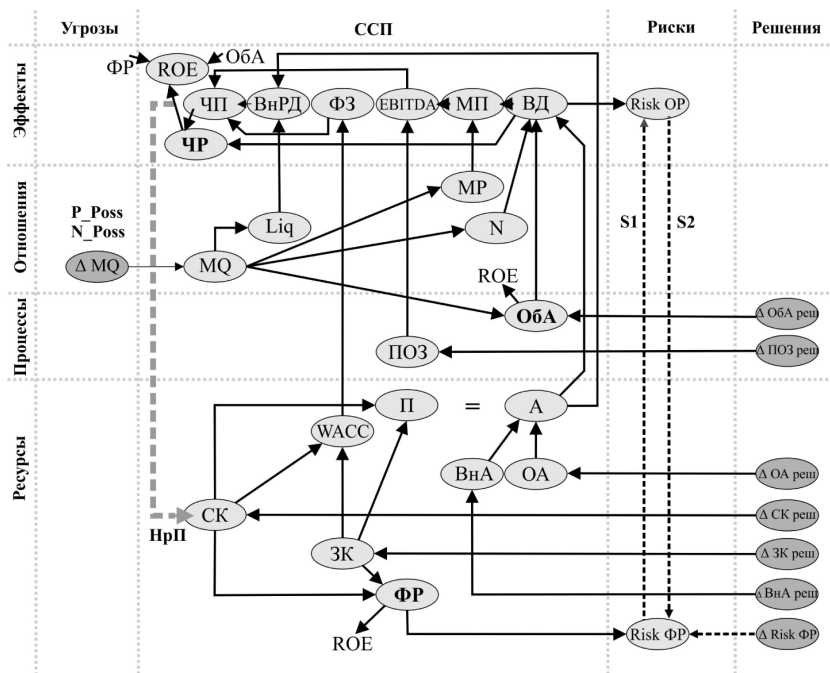 Угрозы
ССП
Риски
Решения
Эффекты
ФР
ROE
ОбА
ЧП
ВнРД
ФЗ
EBITDA
МП
ВД
Risk ОР
ЧР
Отношения
P_Poss
N_Poss
Δ MQ
MQ
Liq
МР
N
S1
S2
Процессы
ROE
ОбА
Δ ОбА реш
ПОЗ
Δ ПОЗ реш
Ресурсы
П
=
А
WACC
ВнА
ОА
Δ ОА реш
НрП
СК
Δ СК реш
ЗК
Δ ЗК реш
ФР
Δ ВнА реш
ROE
Risk ФР
Δ Risk ФР